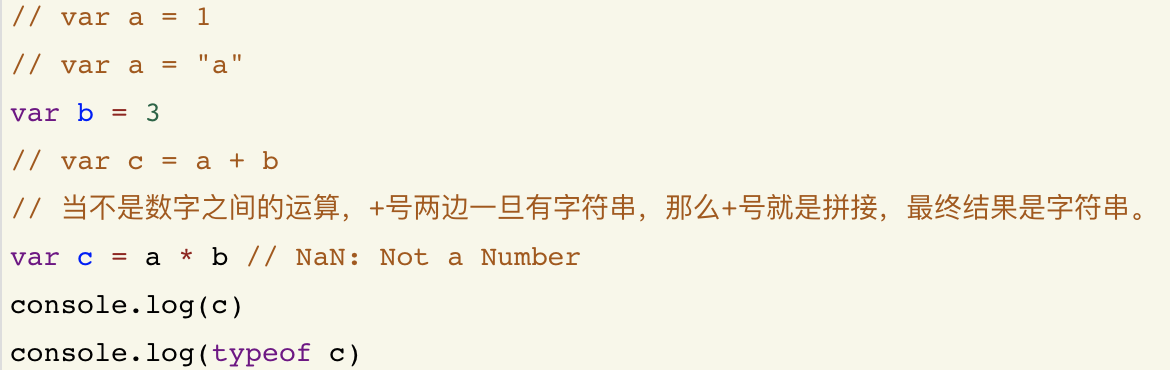 // var a = 1
// var a = "a"
var b = 3
// var c = a + b
// 当不是数字之间的运算，+号两边一旦有字符串，那么+号就是拼接，最终结果是字符串。
var c = a * b // NaN: Not a Number
console.log(c)
console.log(typeof c)